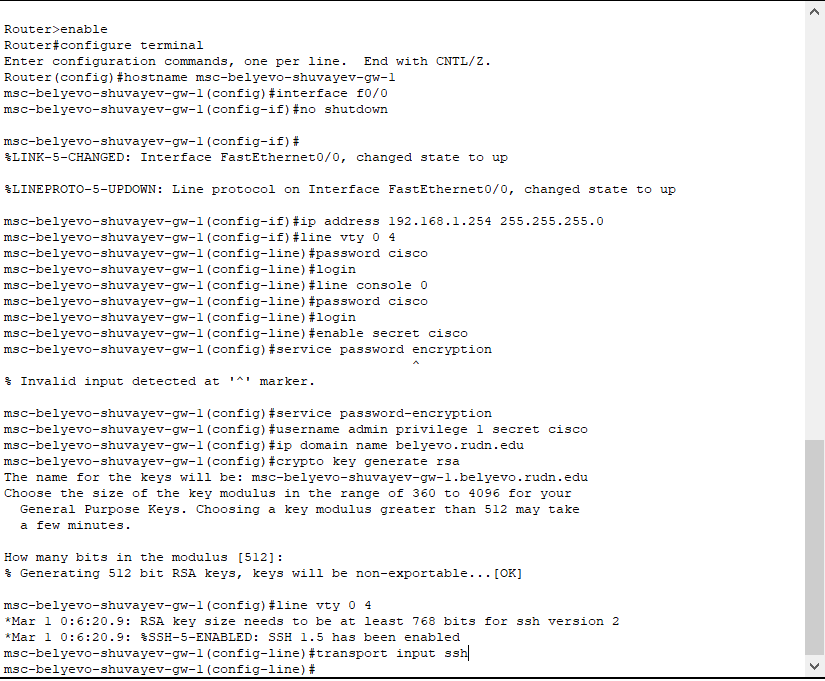 Router>enable
Router#configure terminal
Enter configuration commands, one per line.  End with CNTL/Z.
Router(config)#hostname msc-belyevo-shuvayev-gw-1
msc-belyevo-shuvayev-gw-1(config)#interface f0/0
msc-belyevo-shuvayev-gw-1(config-if)#no shutdown

msc-belyevo-shuvayev-gw-1(config-if)#
%LINK-5-CHANGED: Interface FastEthernet0/0, changed state to up

%LINEPROTO-5-UPDOWN: Line protocol on Interface FastEthernet0/0, changed state to up

msc-belyevo-shuvayev-gw-1(config-if)#ip address 192.168.1.254 255.255.255.0
msc-belyevo-shuvayev-gw-1(config-if)#line vty 0 4
msc-belyevo-shuvayev-gw-1(config-line)#password cisco
msc-belyevo-shuvayev-gw-1(config-line)#login
msc-belyevo-shuvayev-gw-1(config-line)#line console 0
msc-belyevo-shuvayev-gw-1(config-line)#password cisco
msc-belyevo-shuvayev-gw-1(config-line)#login
msc-belyevo-shuvayev-gw-1(config-line)#enable secret cisco
msc-belyevo-shuvayev-gw-1(config)#service password encryption
                                                    ^
% Invalid input detected at '^' marker.

msc-belyevo-shuvayev-gw-1(config)#service password-encryption
msc-belyevo-shuvayev-gw-1(config)#username admin privilege 1 secret cisco
msc-belyevo-shuvayev-gw-1(config)#ip domain name belyevo.rudn.edu
msc-belyevo-shuvayev-gw-1(config)#crypto key generate rsa
The name for the keys will be: msc-belyevo-shuvayev-gw-1.belyevo.rudn.edu
Choose the size of the key modulus in the range of 360 to 4096 for your
  General Purpose Keys. Choosing a key modulus greater than 512 may take
  a few minutes.

How many bits in the modulus [512]:
% Generating 512 bit RSA keys, keys will be non-exportable...[OK]

msc-belyevo-shuvayev-gw-1(config)#line vty 0 4
*Mar 1 0:6:20.9: RSA key size needs to be at least 768 bits for ssh version 2
*Mar 1 0:6:20.9: %SSH-5-ENABLED: SSH 1.5 has been enabled
msc-belyevo-shuvayev-gw-1(config-line)#transport input ssh
msc-belyevo-shuvayev-gw-1(config-line)#